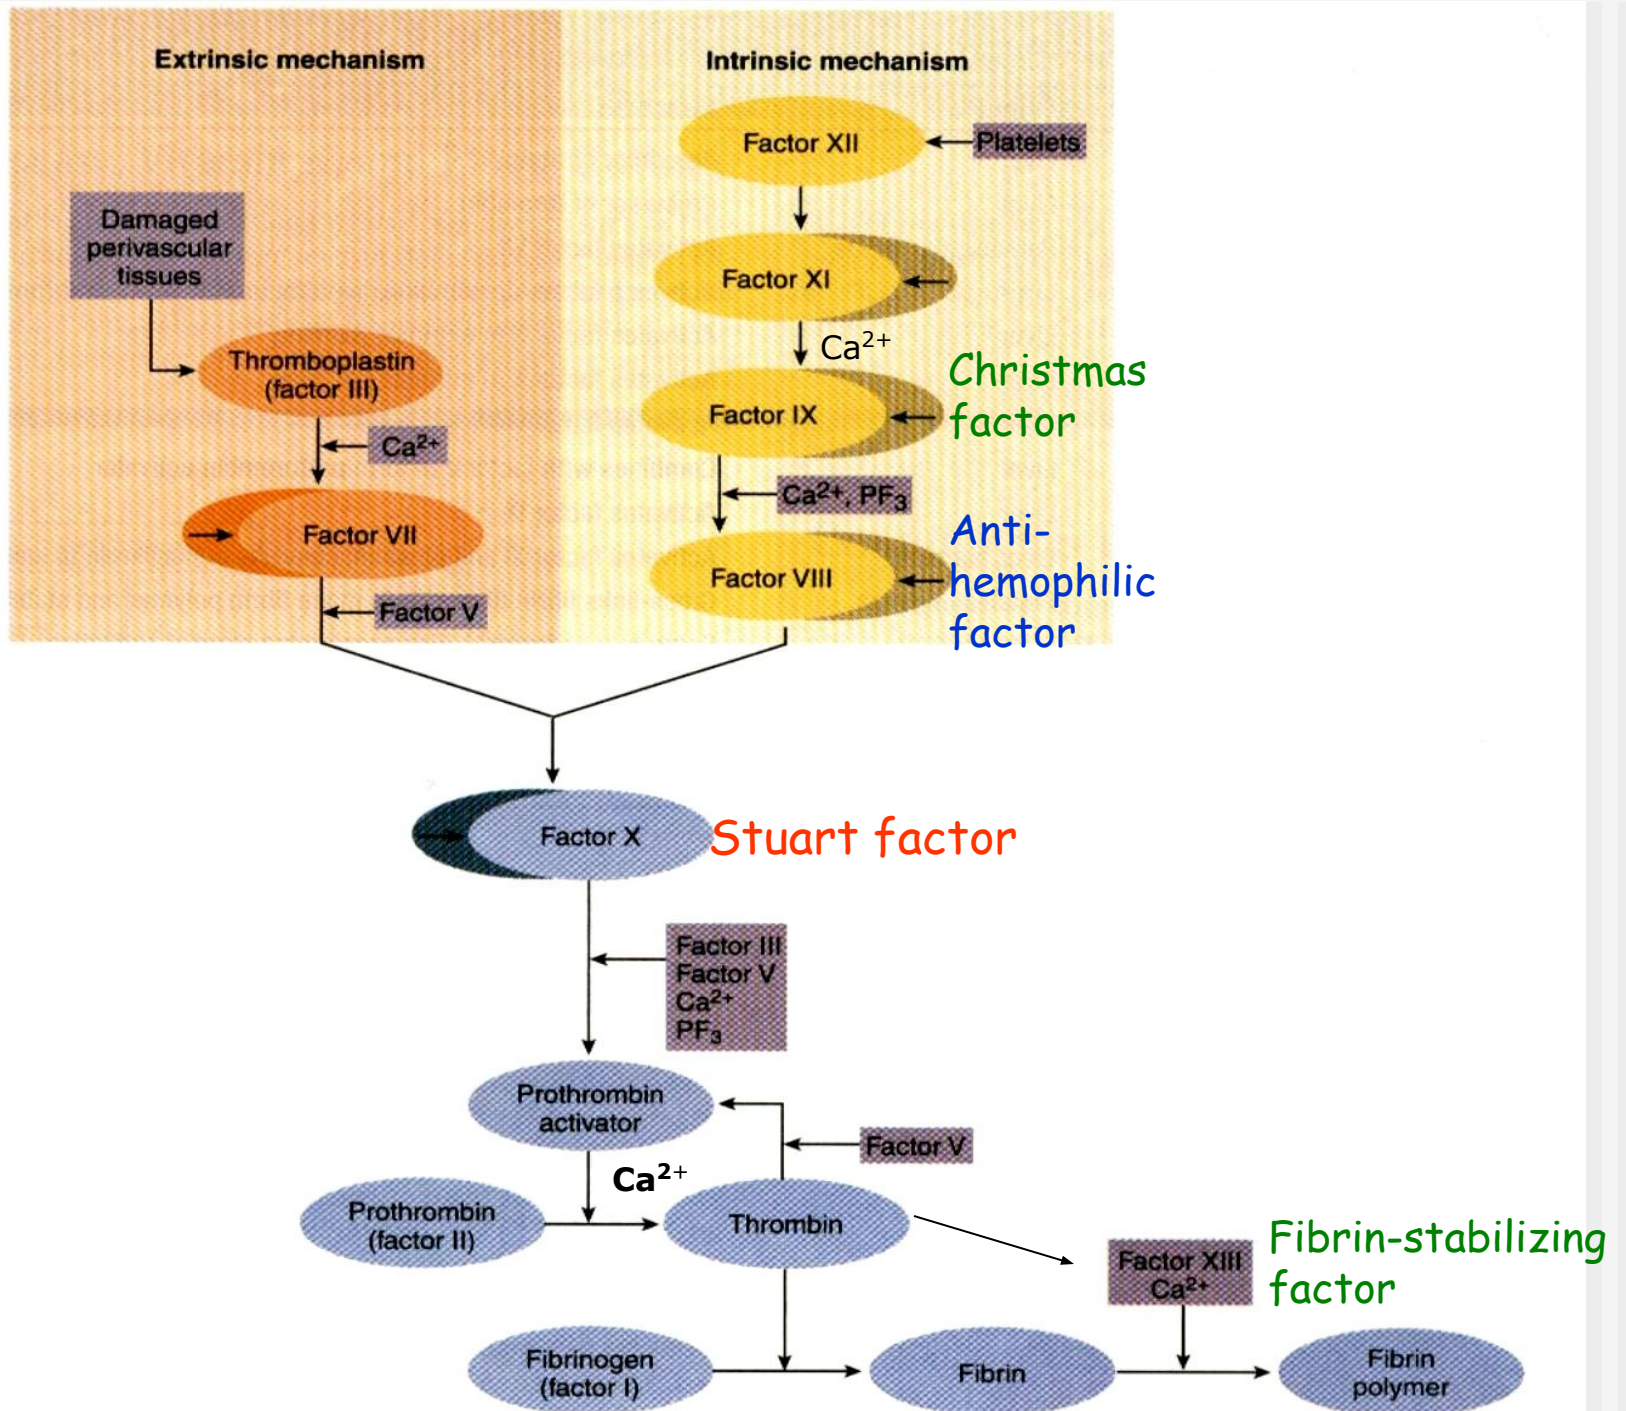 Extrinsic mechanism
Intrinsic mechanism
Factor XII
Platelets
Damaged
perivascular
tissues
Factor XI
Ca²⁺
Thromboplastin
(factor III)
Christmas
factor
Factor IX
Ca²⁺
Ca²⁺, PF₃
Factor VII
Anti-
hemophilic
factor
Factor VIII
Factor V
Factor X
Stuart factor
Factor III
Factor V
Ca²⁺
PF₃
Prothrombin
activator
Factor V
Ca²⁺
Prothrombin
(factor II)
Thrombin
Factor XIII
Ca²⁺
Fibrin-stabilizing
factor
Fibrinogen
(factor I)
Fibrin
Fibrin
polymer